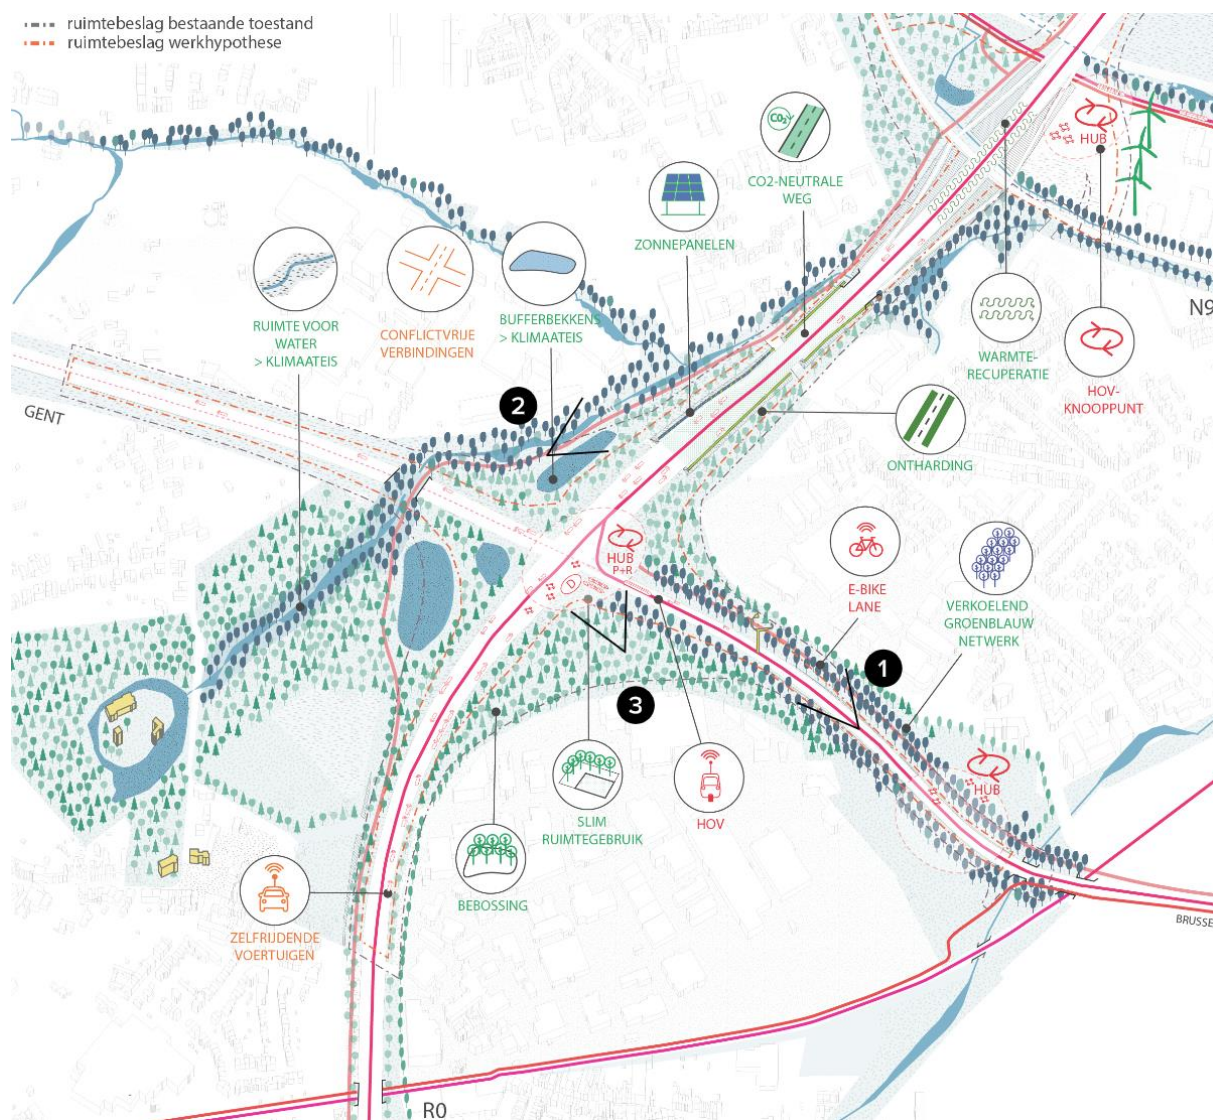 ruimtebeslag bestaande toestand
ruimtebeslag werkhypothese
CO2
CO2-NEUTRALE
WEG
HUB
ZONNEPANELEN
N9
RUIMTE VOOR
WATER
> KLIMAATEIS
CONFLICTVRIJE
VERBINDINGEN
BUFFERBEKKENS
> KLIMAATEIS
WARMTE-
RECUPERATIE
HOV-
KNOOPPUNT
GENT
2
ONTHARDING
HUB
P+R
D
E-BIKE
LANE
VERKOELEND
GROENBLAUW
NETWERK
1
3
HUB
SLIM
RUIMTEGEBRUIK
HOV
BEBOSSING
ZELFRIJDENDE
VOERTUIGEN
BRUSSE
R0